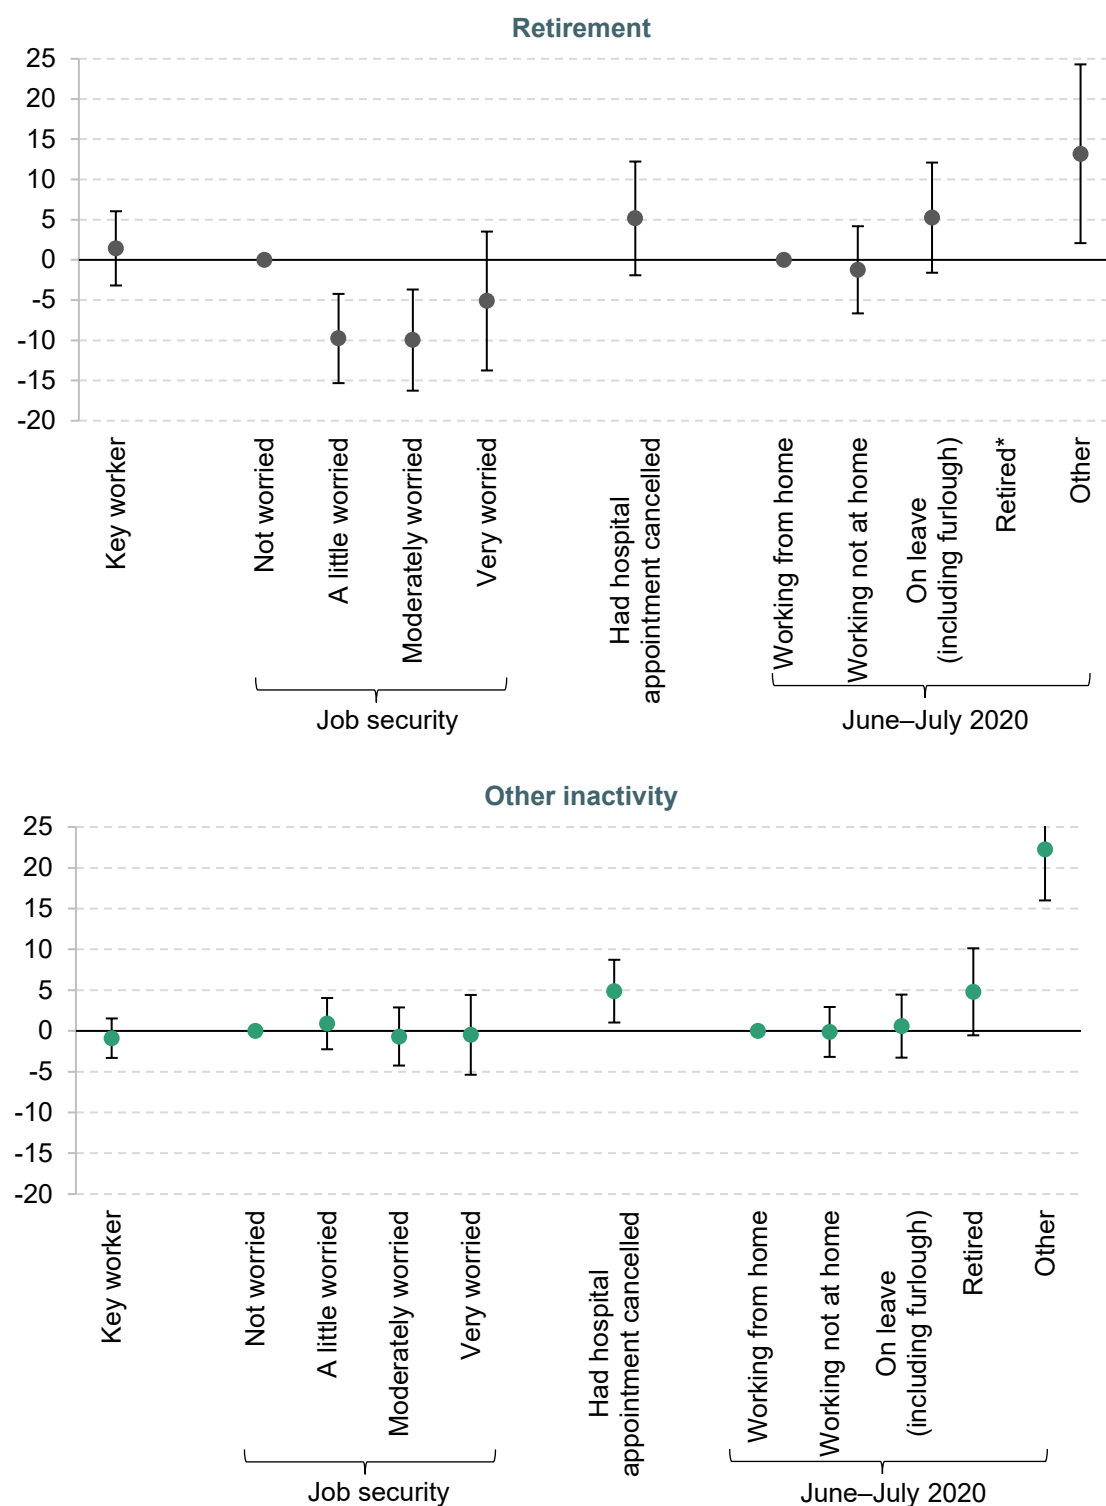 Retirement
25
20
15
10
5
0
-5
-10
-15
-20
Key worker
Not worried
A little worried
Moderately worried
Very worried
Had hospital
appointment cancelled
Working from home
Working not at home
On leave
(including furlough)
Retired*
Other
Job security
June–July 2020
Other inactivity
25
20
15
10
5
0
-5
-10
-15
-20
Key worker
Not worried
A little worried
Moderately worried
Very worried
Had hospital
appointment cancelled
Working from home
Working not at home
On leave
(including furlough)
Retired
Other
Job security
June–July 2020